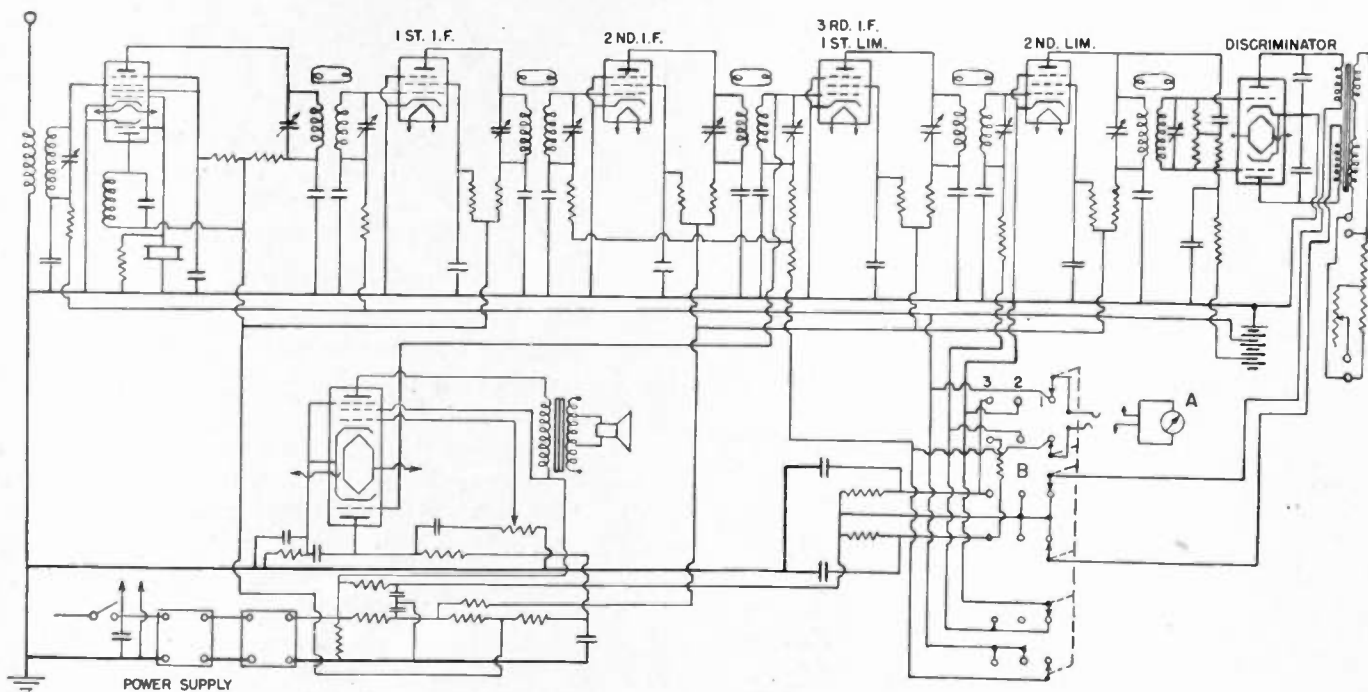 1 ST. I.F.
2 ND. I.F.
3 RD. I.F.
1 ST. LIM.
2 ND. LIM.
DISCRIMINATOR
3 2 1
A
B
POWER SUPPLY